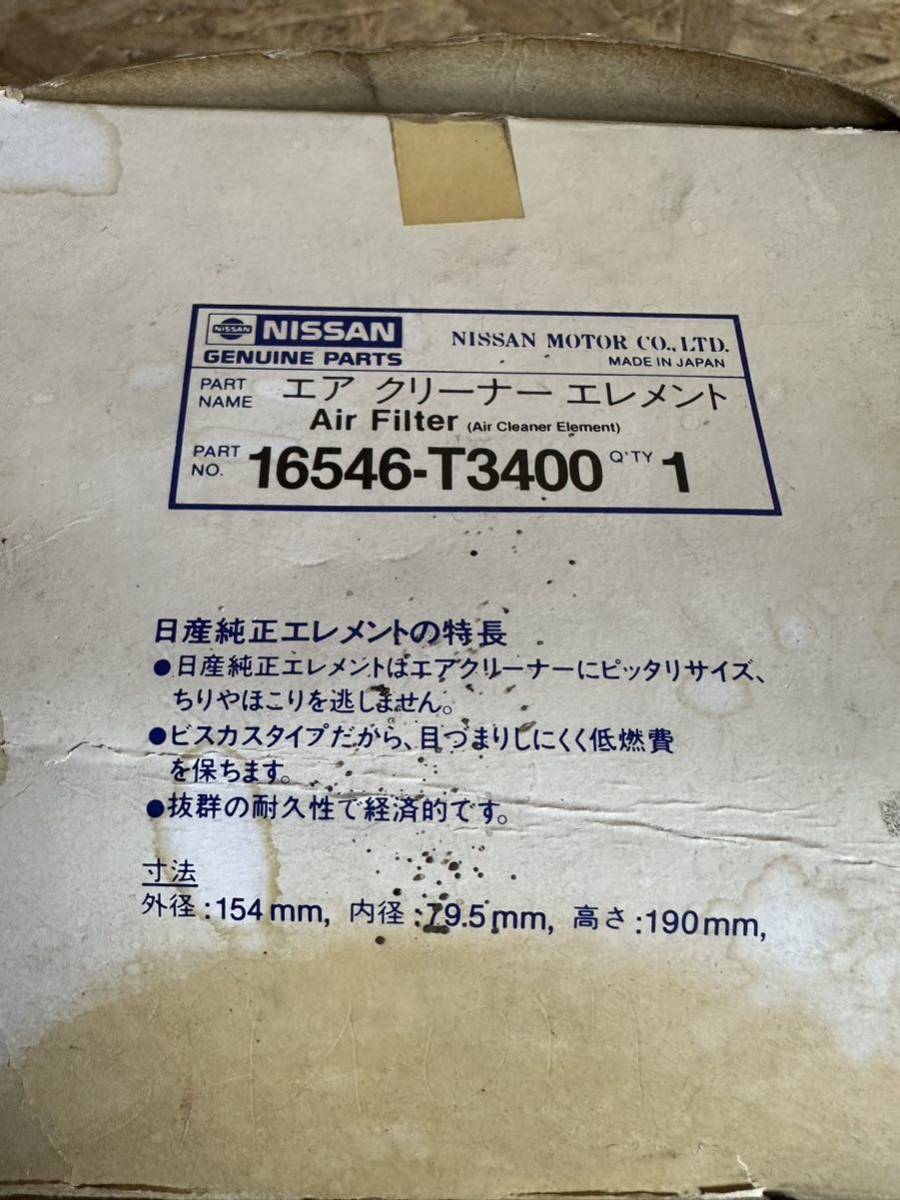 NISSAN NISSAN
GENUINE PARTS
NISSAN MOTOR CO., LTD.
MADE IN JAPAN
PART NAME エア クリーナー エレメント
Air Filter (Air Cleaner Element)
PART NO. 16546-T3400 Q'TY 1
日産純正エレメントの特長
●日産純正エレメントはエアクリーナーにピッタリサイズ、
ちりやほこりを逃しません。
●ビスカスタイプだから、目づまりしにくく低燃費
を保ちます。
●抜群の耐久性で経済的です。
寸法
外径:154mm, 内径:79.5mm, 高さ:190mm,